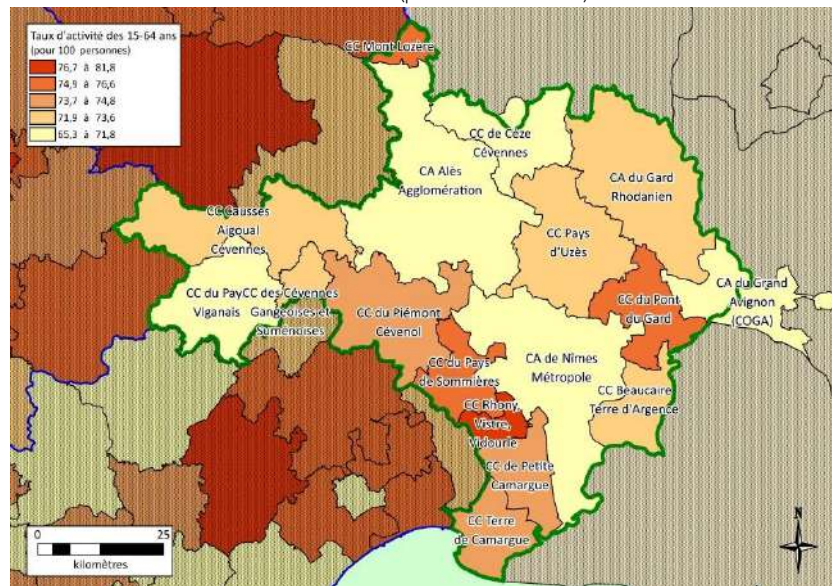 Taux d'activité des 15-64 ans
(pour 100 personnes)
76,7 à 81,8
74,9 à 76,6
73,7 à 74,8
71,9 à 73,6
65,3 à 71,8
CC Mont Lozère
CC de Cèze
Cévennes
CA Alès
Agglomération
CA du Gard
Rhodanien
CC Causses
Aigoual
Cévennes
CC Pays
d'Uzès
CA du Grand
Avignon
(COGA)
CC du Pay
Viganais
CC des Cévennes
Gangeoises et
Suménoises
CC du Piémont
Cévenol
CC du Pont
du Gard
CC du Pays
de Sommières
CA de Nîmes
Métropole
CC Beaucaire
Terre d'Argence
CC Rhony,
Vistre,
Vidourle
CC de Petite
Camargue
CC Terre
de Camargue
0 25
kilomètres
N